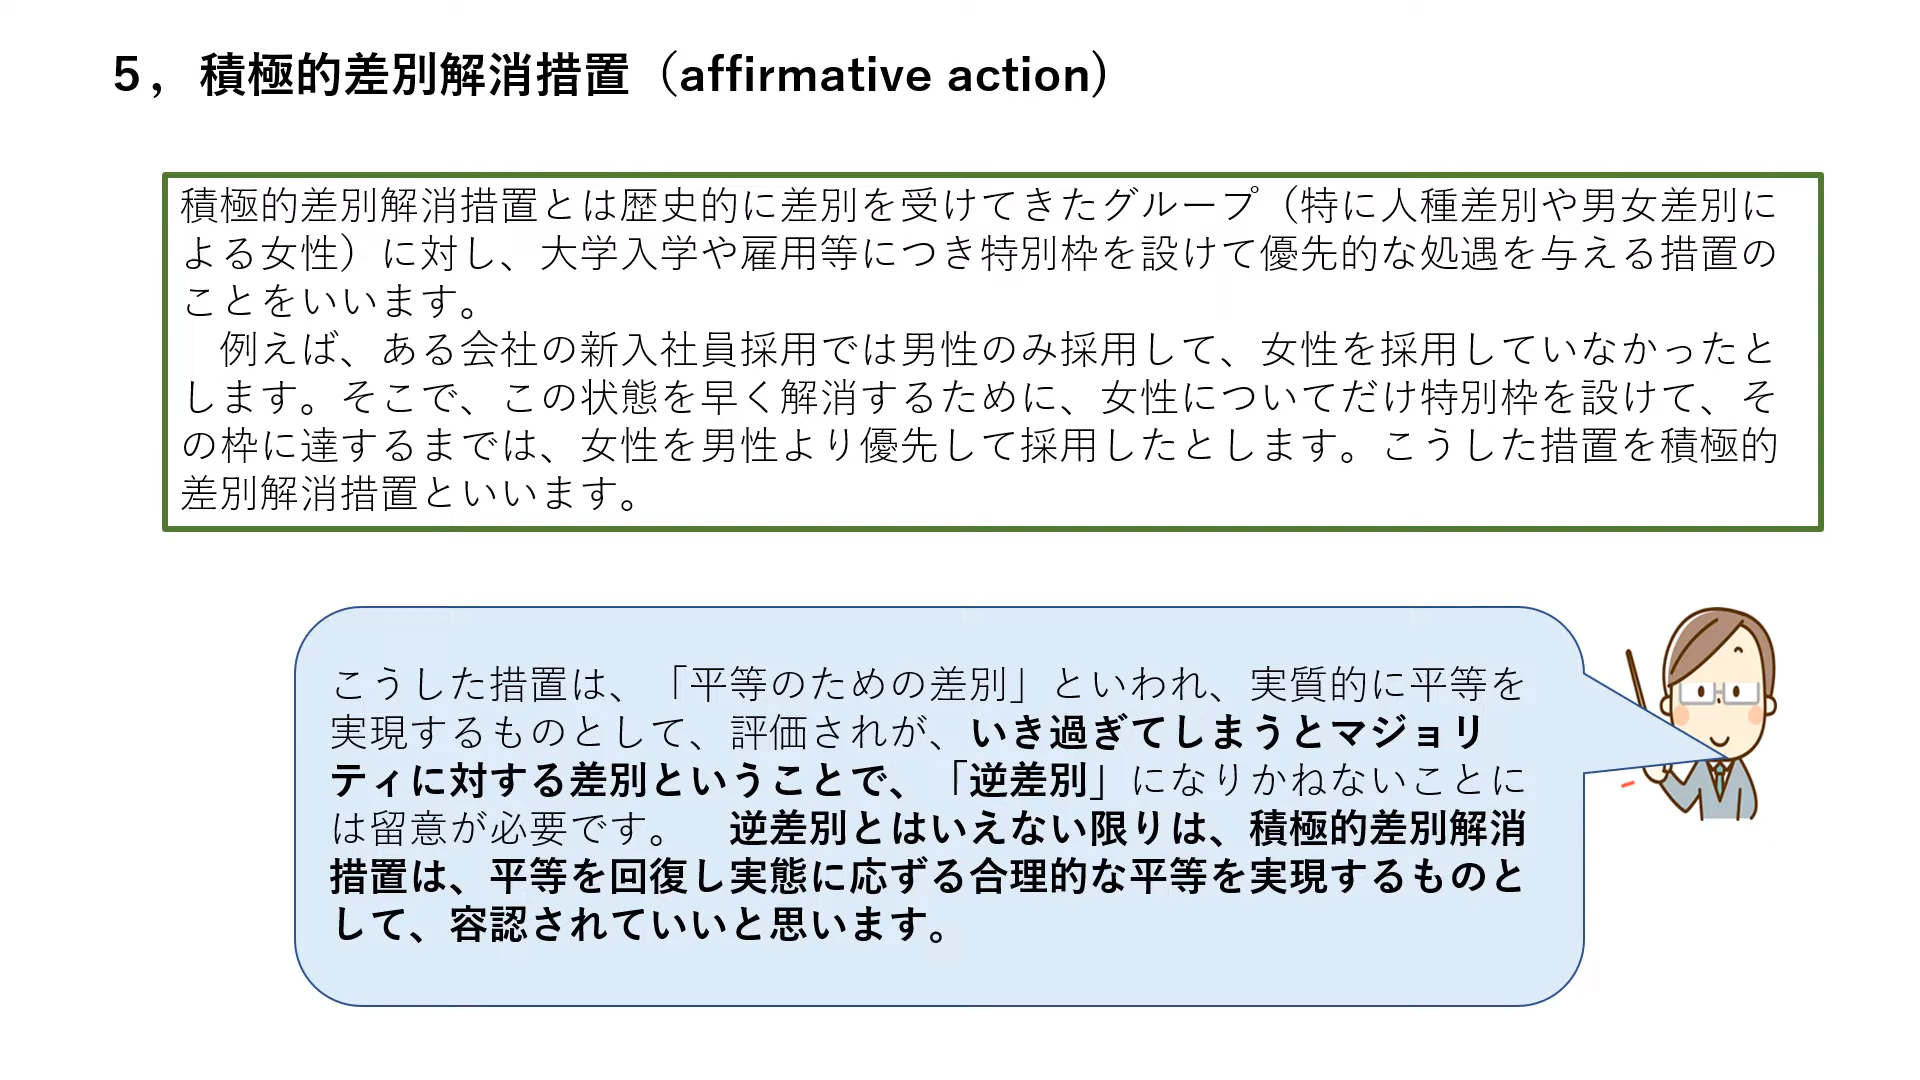 ５，積極的差別解消措置（affirmative action）
積極的差別解消措置とは歴史的に差別を受けてきたグループ（特に人種差別や男女差別に
よる女性）に対し、大学入学や雇用等につき特別枠を設けて優先的な処遇を与える措置の
ことをいいます。
　例えば、ある会社の新入社員採用では男性のみ採用して、女性を採用していなかったと
します。そこで、この状態を早く解消するために、女性についてだけ特別枠を設けて、そ
の枠に達するまでは、女性を男性より優先して採用したとします。こうした措置を積極的
差別解消措置といいます。
こうした措置は、「平等のための差別」といわれ、実質的に平等を
実現するものとして、評価されが、いき過ぎてしまうとマジョリ
ティに対する差別ということで、「逆差別」になりかねないことに
は留意が必要です。　逆差別とはいえない限りは、積極的差別解消
措置は、平等を回復し実態に応ずる合理的な平等を実現するものと
して、容認されていいと思います。